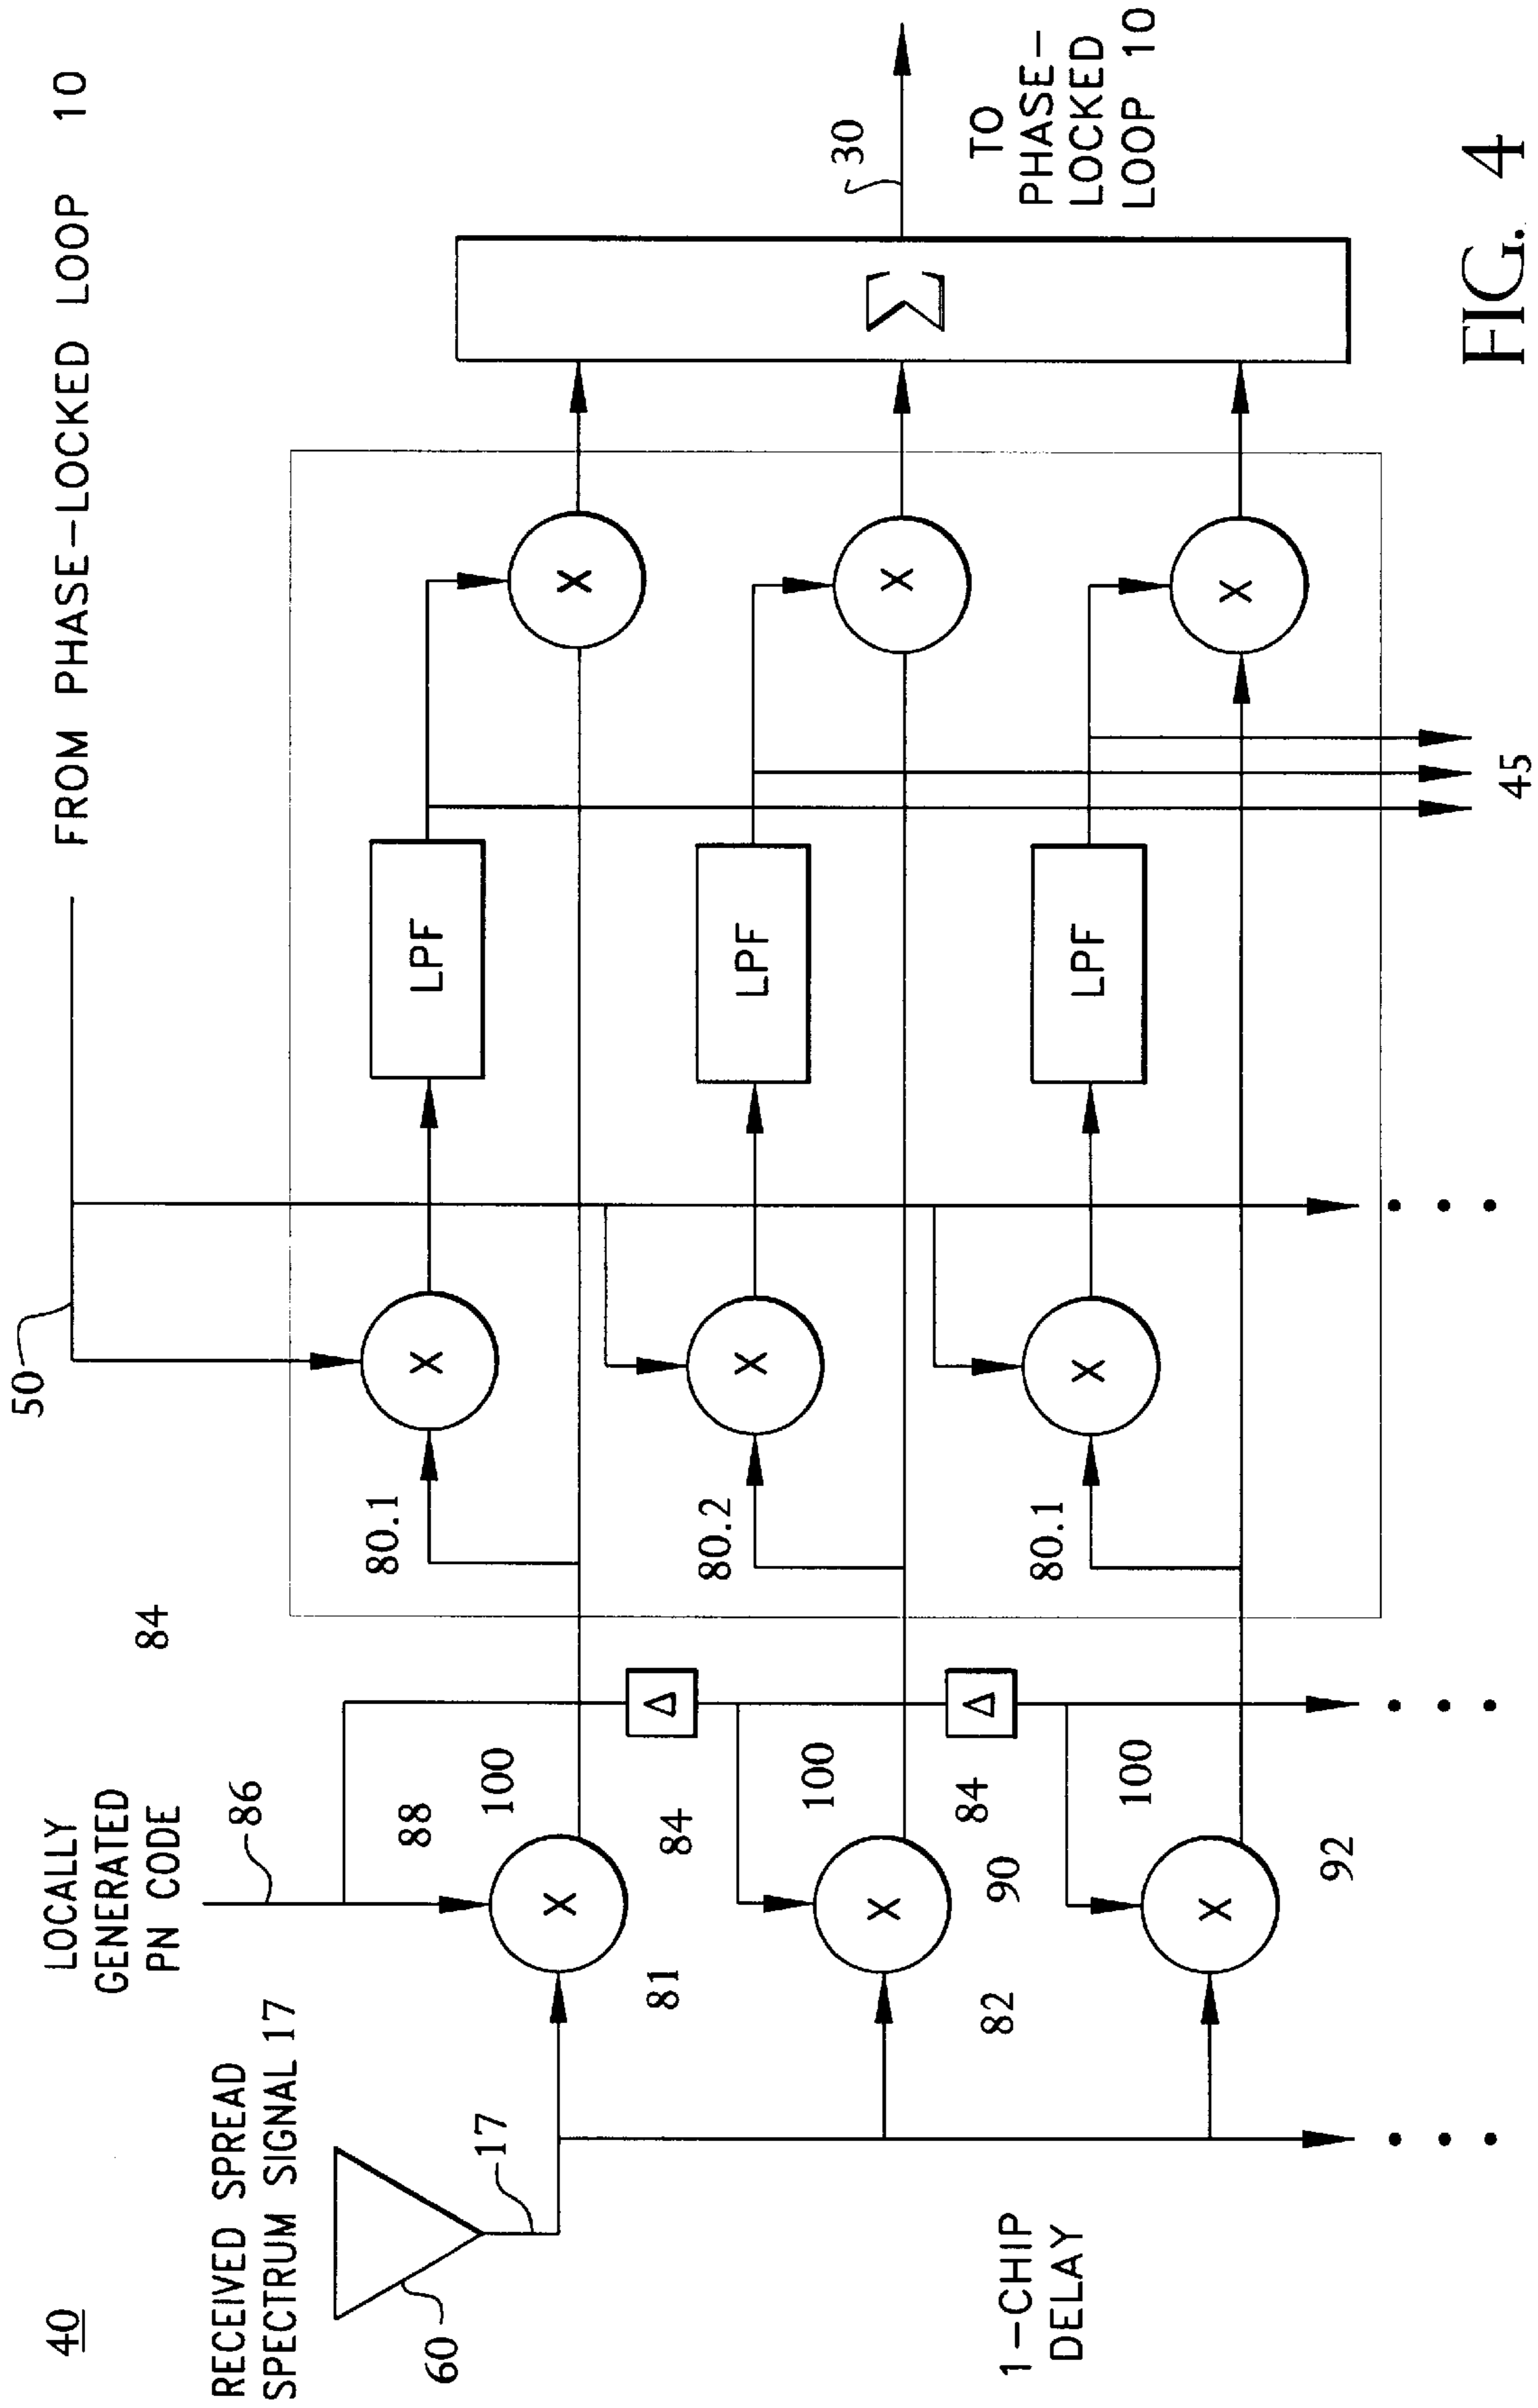 40
RECEIVED SPREAD
SPECTRUM SIGNAL 17
LOCALLY
GENERATED
PN CODE
84
50
FROM PHASE-LOCKED LOOP 10
60
17
86
88
100
81
X
80.1
X
LPF
X
Δ
84
100
X
82
90
80.2
X
LPF
X
Σ
30
TO
PHASE-
LOCKED
LOOP 10
Δ
84
100
X
92
80.1
X
LPF
X
1-CHIP
DELAY
45
FIG. 4